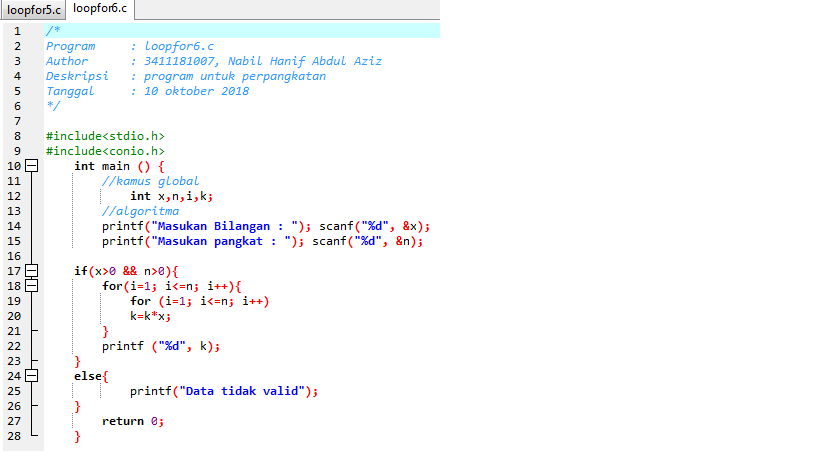 loopfor5.c loopfor6.c
1 /*
2 Program : loopfor6.c
3 Author : 3411181007, Nabil Hanif Abdul Aziz
4 Deskripsi : program untuk perpangkatan
5 Tanggal : 10 oktober 2018
6 */
7
8 #include<stdio.h>
9 #include<conio.h>
10 int main () {
11 //kamus global
12 int x,n,i,k;
13 //algoritma
14 printf("Masukan Bilangan : "); scanf("%d", &x);
15 printf("Masukan pangkat : "); scanf("%d", &n);
16
17 if(x>0 && n>0){
18 for(i=1; i<=n; i++){
19 for (i=1; i<=n; i++)
20 k=k*x;
21 }
22 printf ("%d", k);
23 }
24 else{
25 printf("Data tidak valid");
26 }
27 return 0;
28 }